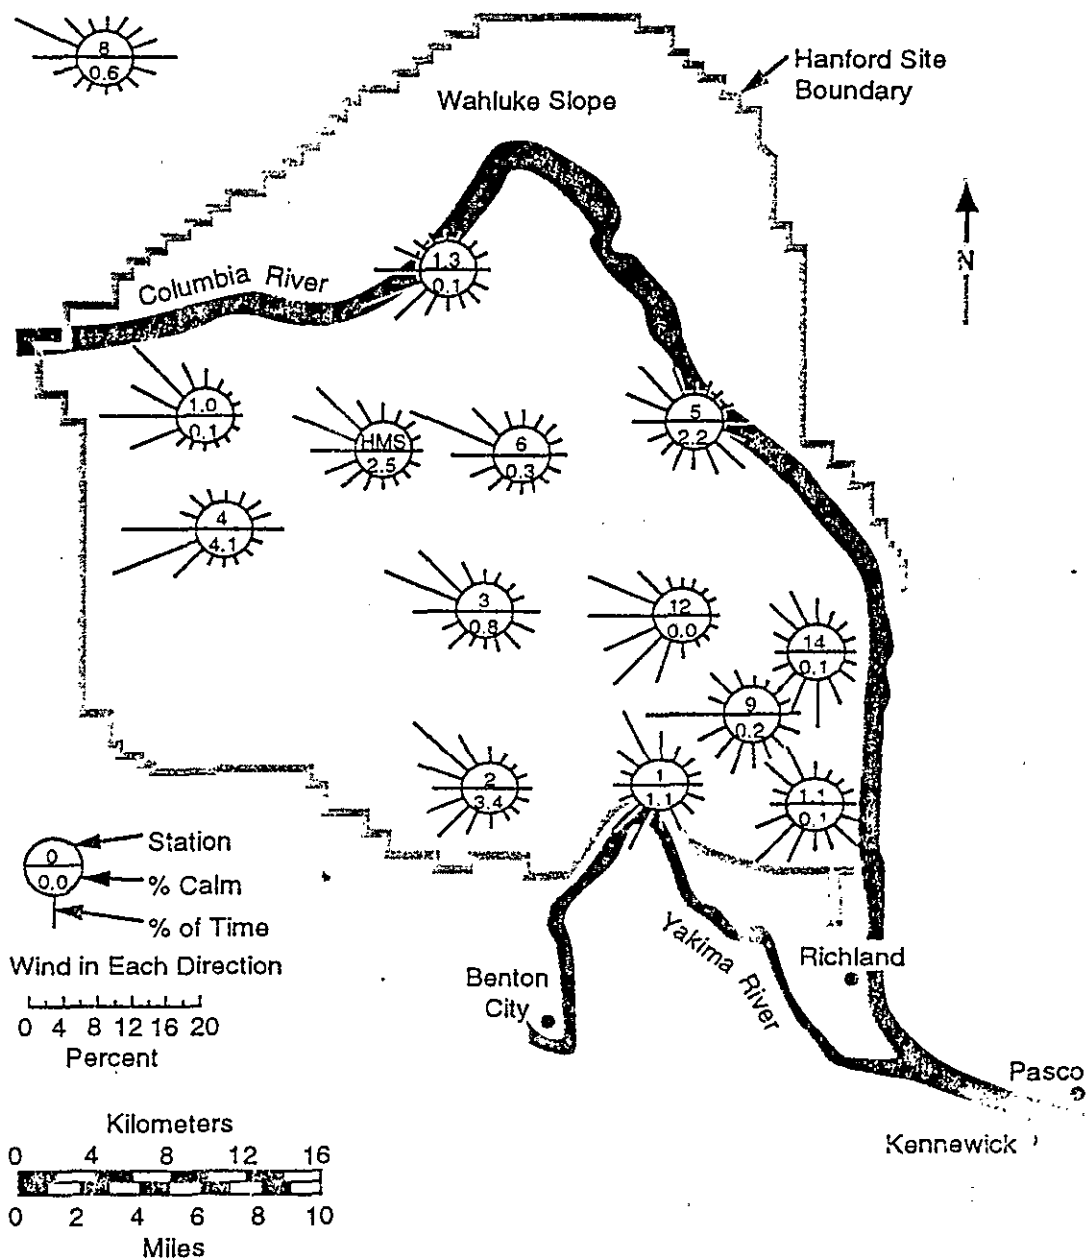 8
0.6
Hanford Site
Boundary
Wahluke Slope
N
Columbia River
1.3
0.1
1.0
0.1
HMS
2.5
6
0.3
5
2.2
4
4.1
3
0.8
12
0.0
14
0.1
9
0.2
2
3.4
1
1.1
1.1
0.1
0
0.0
Station
% Calm
% of Time
Wind in Each Direction
0 4 8 12 16 20
Percent
Benton
City
Yakima River
Richland
Pasco
Kennewick
Kilometers
0 4 8 12 16
0 2 4 6 8 10
Miles